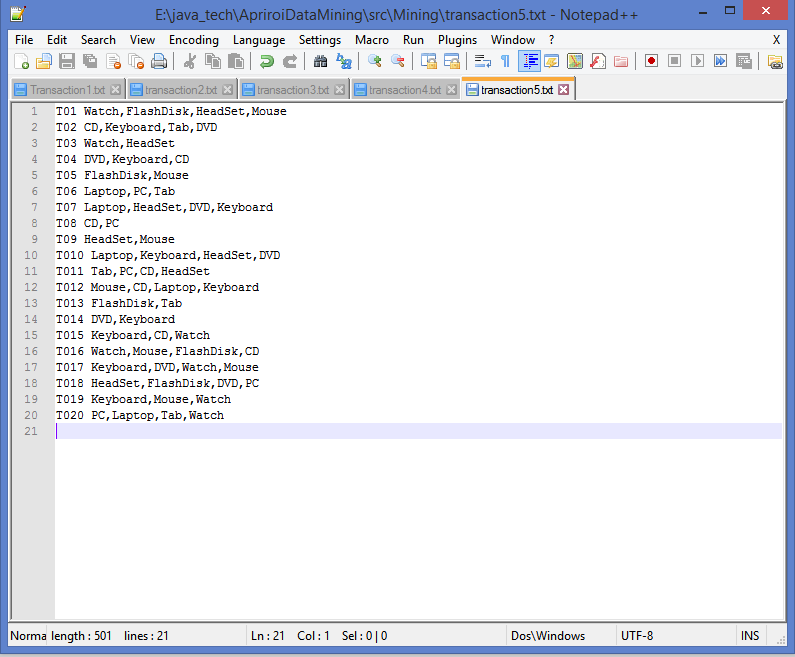 E:\java_tech\ApriroiDataMining\src\Mining\transaction5.txt - Notepad++
File Edit Search View Encoding Language Settings Macro Run Plugins Window ? X
Transaction1.txt transaction2.txt transaction3.txt transaction4.txt transaction5.txt
1 T01 Watch,FlashDisk,HeadSet,Mouse
2 T02 CD,Keyboard,Tab,DVD
3 T03 Watch,HeadSet
4 T04 DVD,Keyboard,CD
5 T05 FlashDisk,Mouse
6 T06 Laptop,PC,Tab
7 T07 Laptop,HeadSet,DVD,Keyboard
8 T08 CD,PC
9 T09 HeadSet,Mouse
10 T010 Laptop,Keyboard,HeadSet,DVD
11 T011 Tab,PC,CD,HeadSet
12 T012 Mouse,CD,Laptop,Keyboard
13 T013 FlashDisk,Tab
14 T014 DVD,Keyboard
15 T015 Keyboard,CD,Watch
16 T016 Watch,Mouse,FlashDisk,CD
17 T017 Keyboard,DVD,Watch,Mouse
18 T018 HeadSet,FlashDisk,DVD,PC
19 T019 Keyboard,Mouse,Watch
20 T020 PC,Laptop,Tab,Watch
21
Norma length : 501 lines : 21 Ln : 21 Col : 1 Sel : 0 | 0 Dos\Windows UTF-8 INS